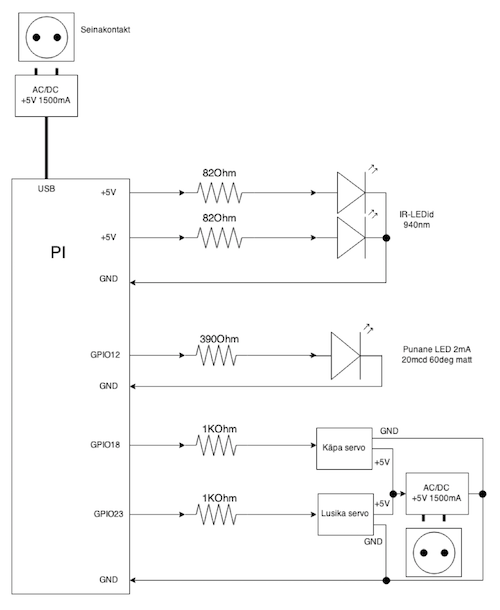 Seinakontakt
AC/DC
+5V 1500mA
USB
PI
+5V
82Ohm
+5V
82Ohm
IR-LEDid
940nm
GND
GPIO12
390Ohm
Punane LED 2mA
20mcd 60deg matt
GND
GPIO18
1KOhm
Käpa servo
GND
+5V
AC/DC
+5V 1500mA
GPIO23
1KOhm
Lusika servo
+5V
GND
GND